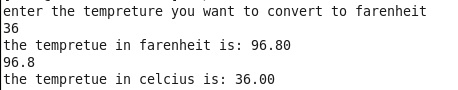 enter the tempreture you want to convert to farenheit
36
the tempretue in farenheit is: 96.80
96.8
the tempretue in celcius is: 36.00